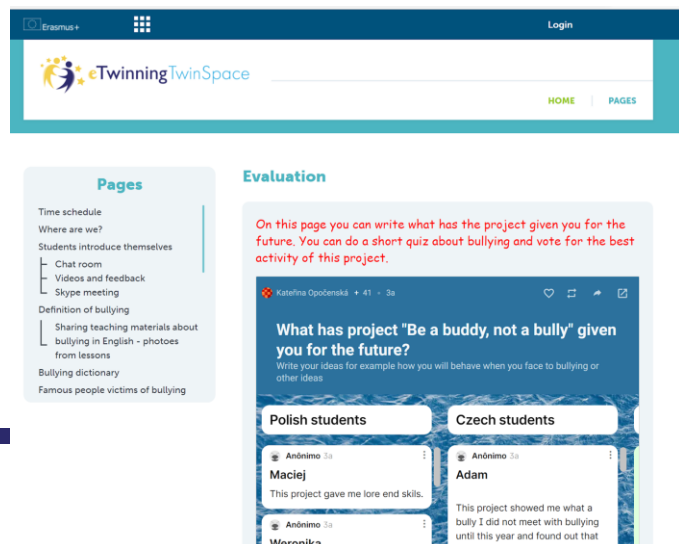 Erasmus+
Login
eTwinningTwinSpace
HOME
PAGES
Pages
Time schedule
Where are we?
Students introduce themselves
Chat room
Videos and feedback
Skype meeting
Definition of bullying
Sharing teaching materials about
bullying in English - photoes
from lessons
Bullying dictionary
Famous people victims of bullying
Evaluation
On this page you can write what has the project given you for the
future. You can do a short quiz about bullying and vote for the best
activity of this project.
Kateřina Opočenská + 41 • 3a
What has project "Be a buddy, not a bully" given
you for the future?
Write your ideas for example how you will behave when you face to bullying or
other ideas
Polish students
Anônimo 3a
Maciej
This project gave me lore end skils.
Anônimo 3a
Weronika
Czech students
Anônimo 3a
Adam
This project showed me what a
bully I did not meet with bullying
until this year and found out that